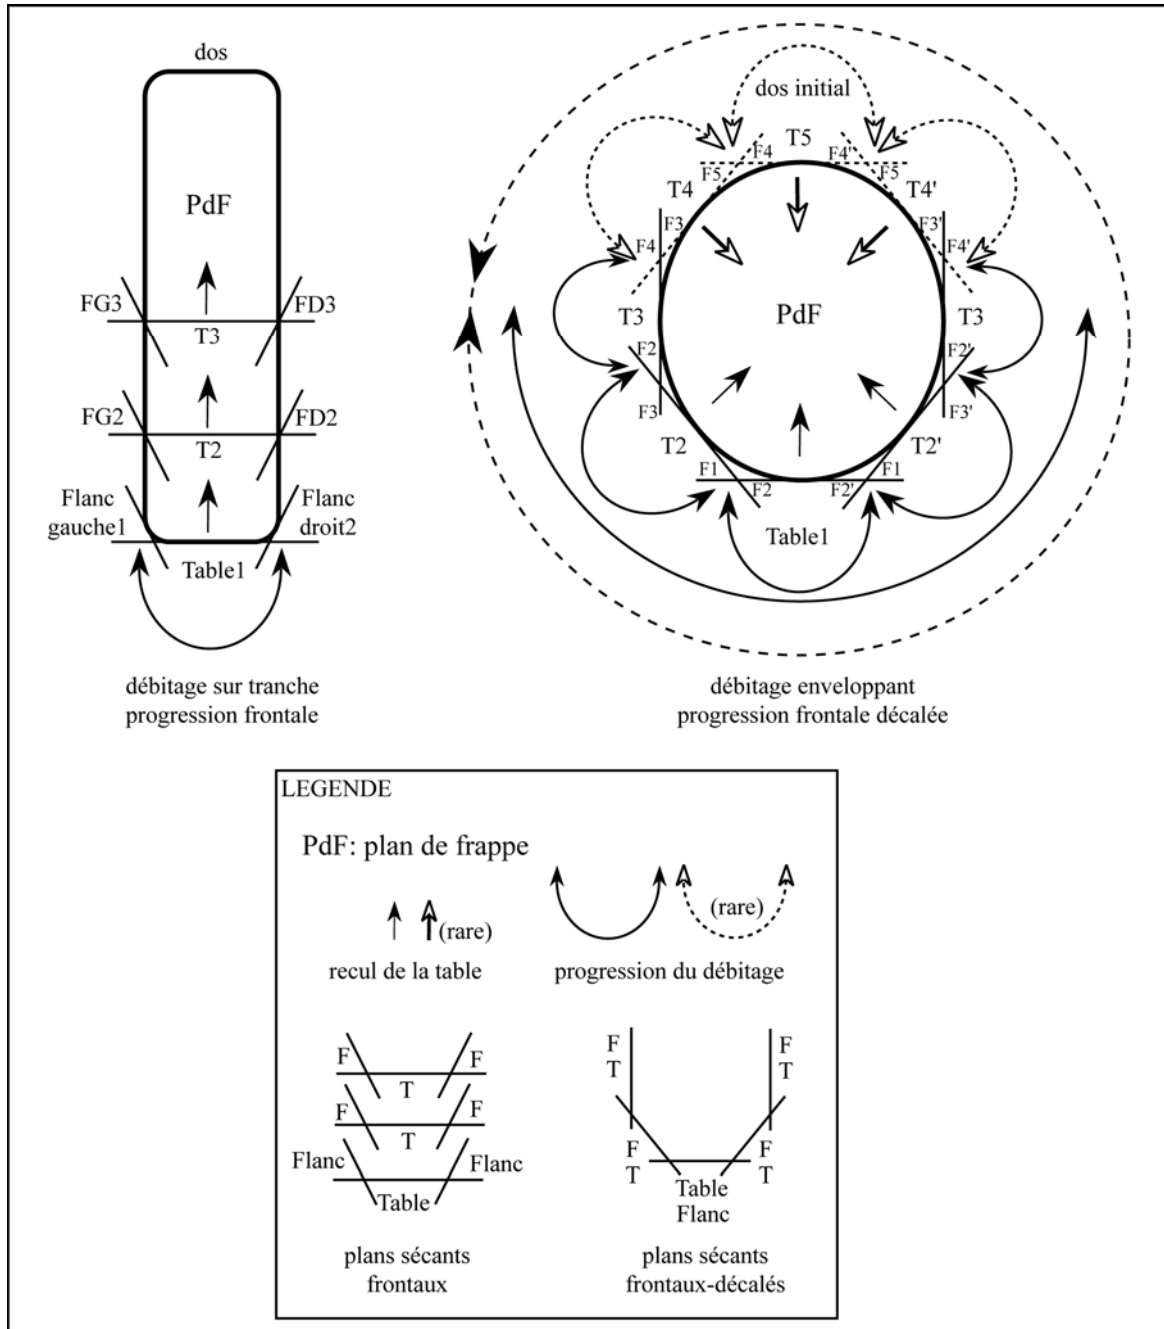 dos
PdF
FG3
FD3
T3
FG2
FD2
T2
Flanc
gauche1
Flanc
droit2
Table1
débitage sur tranche
progression frontale
dos initial
T5
F4
F4'
F5
F5
T4
T4'
F3
F3'
F4
F4'
T3
PdF
T3
F2
F2'
F3
F3'
T2
T2'
F1
F2
F2'
F1
Table1
débitage enveloppant
progression frontale décalée
LEGENDE
PdF: plan de frappe
(rare)
(rare)
recul de la table
progression du débitage
F
F
T
F
F
T
Flanc
Flanc
Table
plans sécants
frontaux
F
T
F
T
F
T
F
T
Table
Flanc
plans sécants
frontaux-décalés